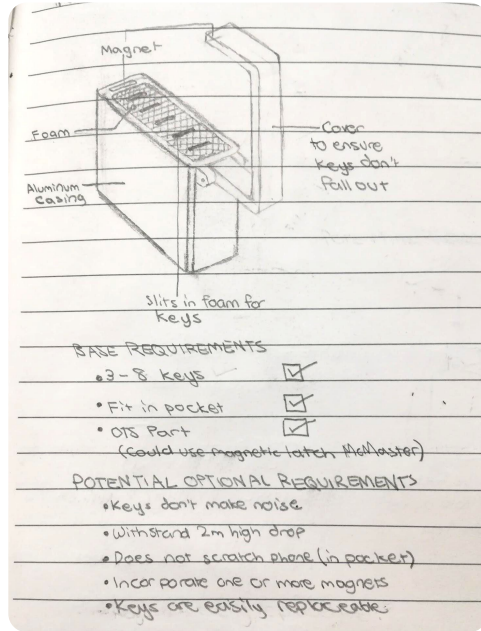 Magnet
Foam
Cover
to ensure
keys don't
fall out
Aluminum
casing
Slits in foam for
keys
BASE REQUIREMENTS
• 3-8 keys
• Fit in pocket
• OTS Part
(Could use magnetic latch McMaster)
POTENTIAL OPTIONAL REQUIREMENTS
• Keys don't make noise
• Withstand 2m high drop
• Does not scratch phone (in pocket)
• Incorporate one or more magnets
• Keys are easily replaceable